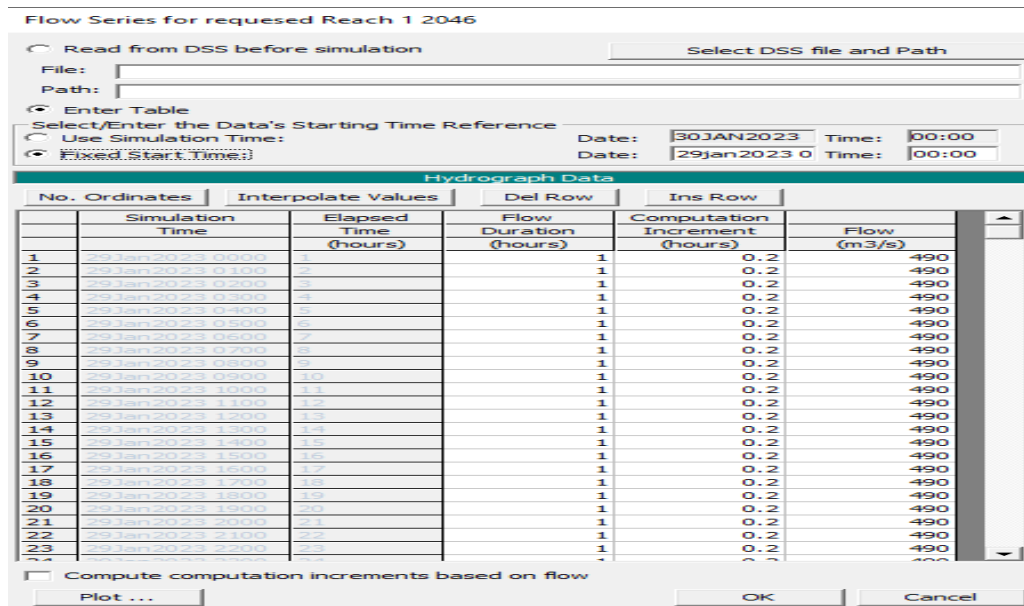 Flow Series for requesed Reach 1 2046
Read from DSS before simulation Select DSS file and Path
File:
Path:
Enter Table
Select/Enter the Data's Starting Time Reference
Use Simulation Time: Date: 30JAN2023 Time: 00:00
Fixed Start Time: Date: 29jan2023 0 Time: 00:00
Hydrograph Data
No. Ordinates Interpolate Values Del Row Ins Row
Simulation Elapsed Flow Computation
Time Time Duration Increment Flow
(hours) (hours) (hours) (m3/s)
1 29Jan2023 0000 1 1 0.2 490
2 29Jan2023 0100 2 1 0.2 490
3 29Jan2023 0200 3 1 0.2 490
4 29Jan2023 0300 4 1 0.2 490
5 29Jan2023 0400 5 1 0.2 490
6 29Jan2023 0500 6 1 0.2 490
7 29Jan2023 0600 7 1 0.2 490
8 29Jan2023 0700 8 1 0.2 490
9 29Jan2023 0800 9 1 0.2 490
10 29Jan2023 0900 10 1 0.2 490
11 29Jan2023 1000 11 1 0.2 490
12 29Jan2023 1100 12 1 0.2 490
13 29Jan2023 1200 13 1 0.2 490
14 29Jan2023 1300 14 1 0.2 490
15 29Jan2023 1400 15 1 0.2 490
16 29Jan2023 1500 16 1 0.2 490
17 29Jan2023 1600 17 1 0.2 490
18 29Jan2023 1700 18 1 0.2 490
19 29Jan2023 1800 19 1 0.2 490
20 29Jan2023 1900 20 1 0.2 490
21 29Jan2023 2000 21 1 0.2 490
22 29Jan2023 2100 22 1 0.2 490
23 29Jan2023 2200 23 1 0.2 490
Compute computation increments based on flow
Plot ... OK Cancel